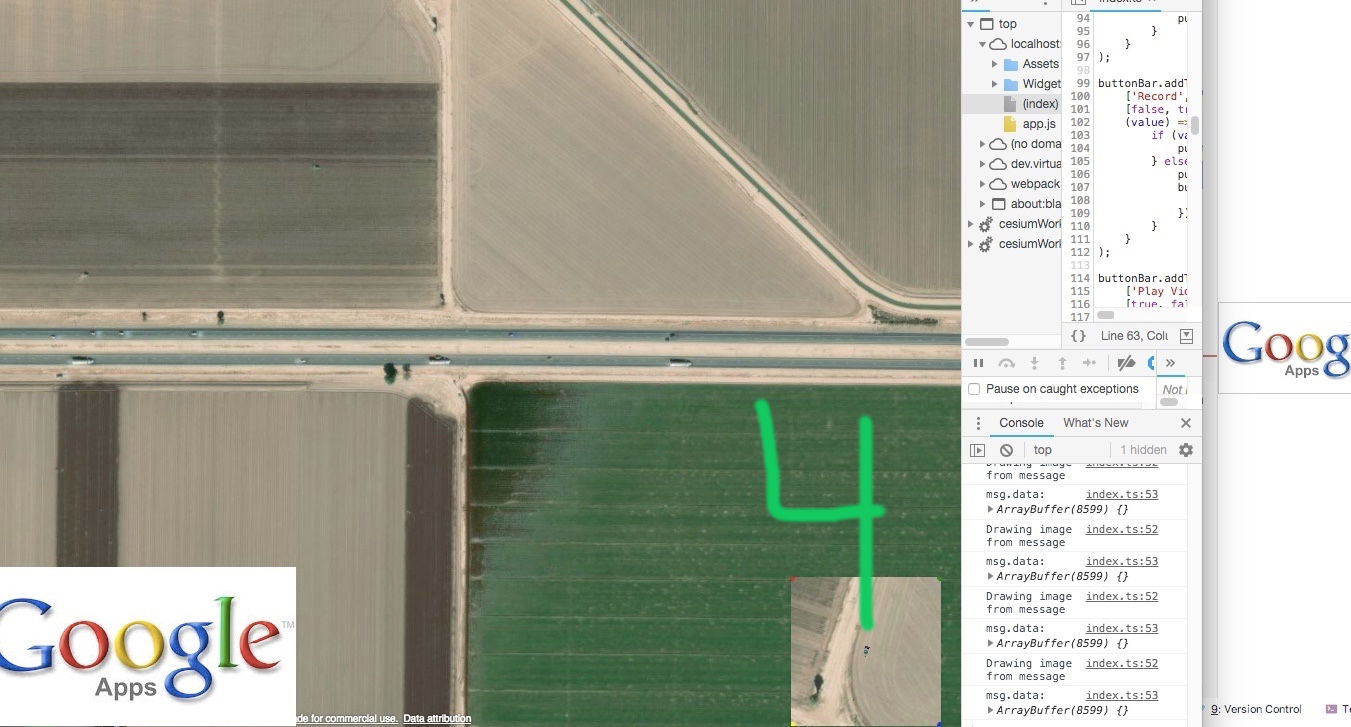 4
Google™
Apps
ade for commercial use. Data attribution
index.ts
top
localhost:
Assets
Widget
(index)
app.js
(no doma
dev.virtua
webpack
about:bla
cesiumWorl
cesiumWorl
94 pu
95 }
96 }
97 );
98
99 buttonBar.addT
100 ['Record',
101 [false, tr
102 (value) =>
103 if (va
104 pu
105 } else
106 pu
107 bu
108
109 })
110 }
111 }
112 );
113
114 buttonBar.addT
115 ['Play Vid
116 [true, fal
117
{} Line 63, Colu
Pause on caught exceptions
Not
Console What's New
top 1 hidden
Drawing image index.ts:52
from message
msg.data: index.ts:53
ArrayBuffer(8599) {}
Drawing image index.ts:52
from message
msg.data: index.ts:53
ArrayBuffer(8599) {}
Drawing image index.ts:52
from message
msg.data: index.ts:53
ArrayBuffer(8599) {}
Drawing image index.ts:52
from message
msg.data: index.ts:53
ArrayBuffer(8599) {}
Goog
Apps
9: Version Control
Te